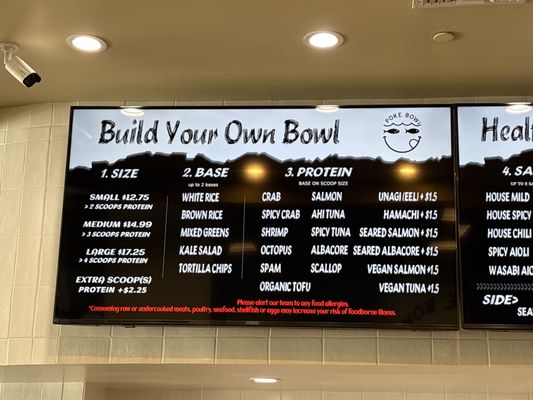 Build Your Own Bowl
POKE BOWL
1. SIZE
SMALL $12.75
> 2 SCOOPS PROTEIN
MEDIUM $14.99
> 3 SCOOPS PROTEIN
LARGE $17.25
> 4 SCOOPS PROTEIN
EXTRA SCOOP(S)
PROTEIN +$2.25
2. BASE
up to 2 bases
WHITE RICE
BROWN RICE
MIXED GREENS
KALE SALAD
TORTILLA CHIPS
3. PROTEIN
BASE ON SCOOP SIZE
CRAB
SPICY CRAB
SHRIMP
OCTOPUS
SPAM
ORGANIC TOFU
SALMON
AHI TUNA
SPICY TUNA
ALBACORE
SCALLOP
UNAGI (EEL) + $1.5
HAMACHI + $1.5
SEARED SALMON + $1.5
SEARED ALBACORE + $1.5
VEGAN SALMON +$1.5
VEGAN TUNA +$1.5
Please alert our team to any food allergies.
*Consuming raw or undercooked meats, poultry, seafood, shellfish or eggs may increase your risk of foodborne illness.
Health
4. SA
UP TO
HOUSE MILD
HOUSE SPICY
HOUSE CHILI
SPICY AIOLI
WASABI AIO
SIDE>
SEA